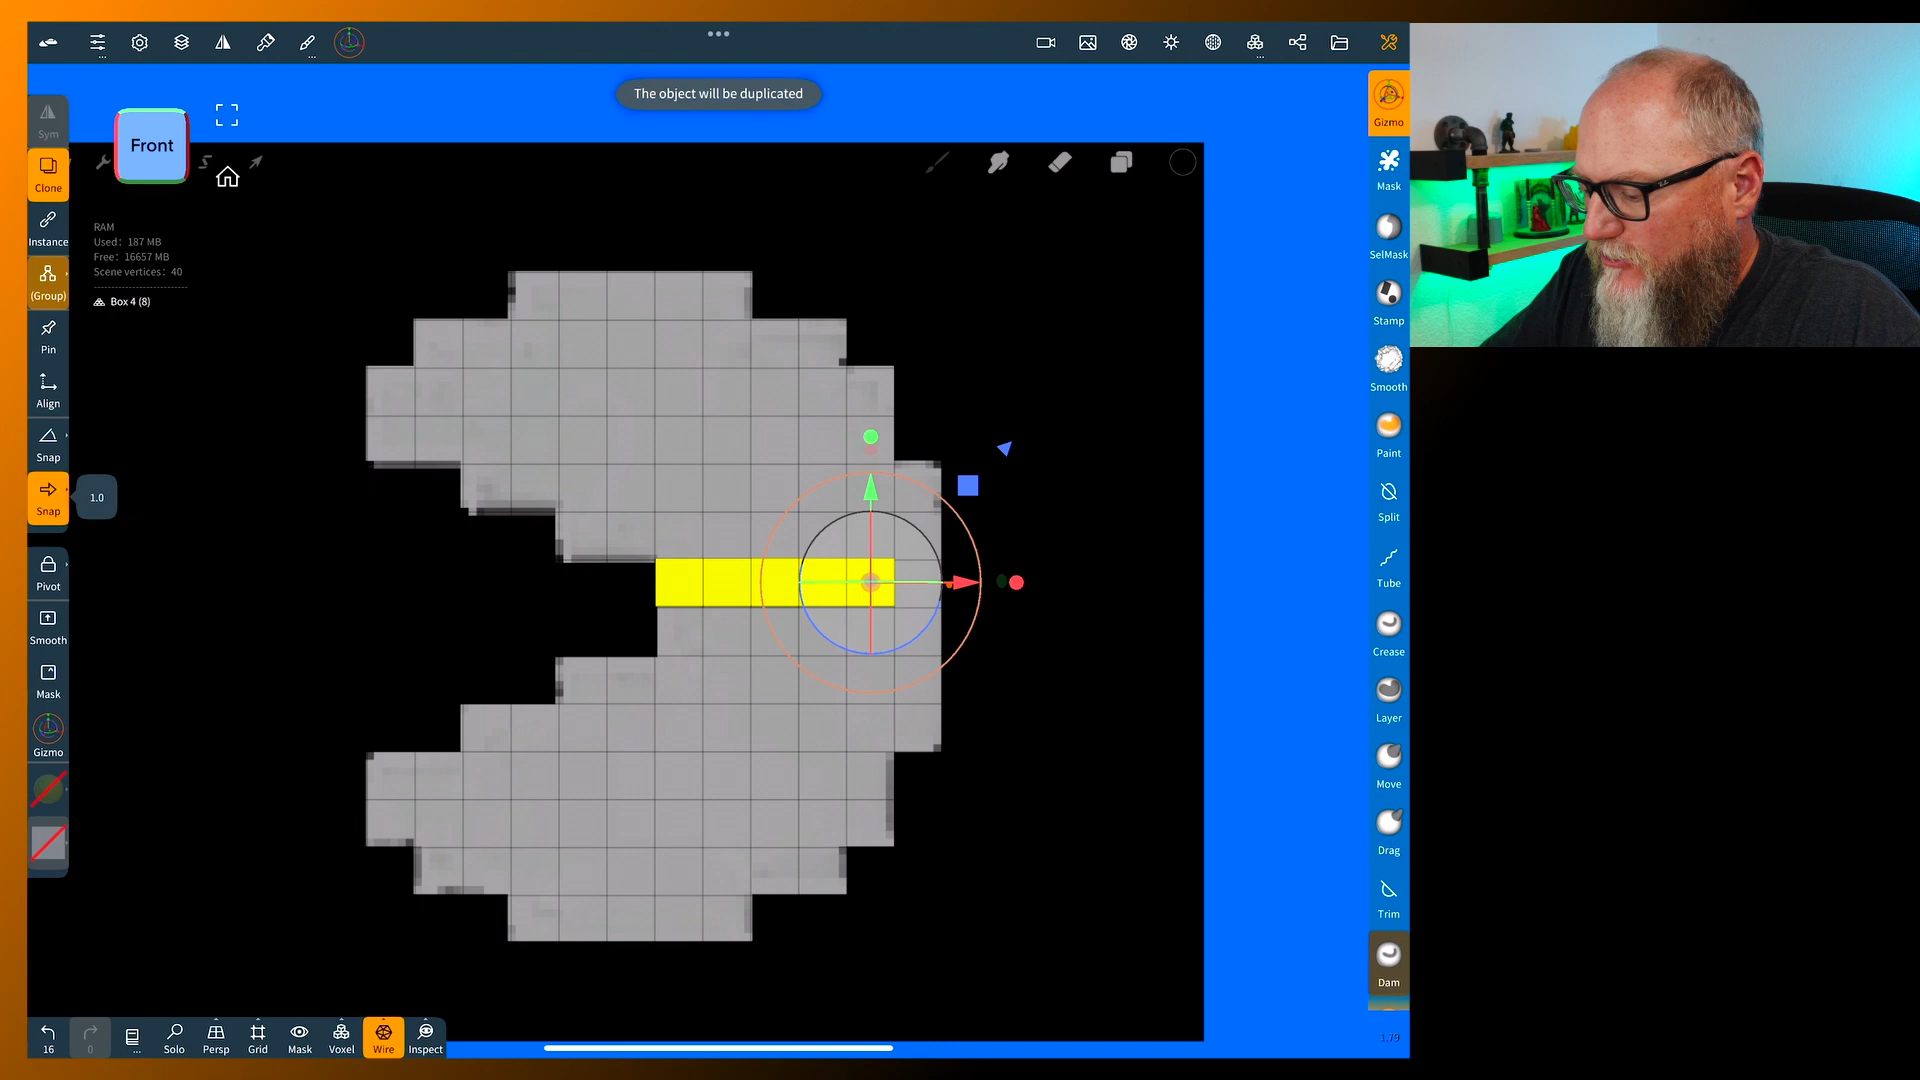 The object will be duplicated
Sym
Front
Clone
Instance
(Group)
Pin
Align
Snap
Snap
1.0
Pivot
Smooth
Mask
Gizmo
RAM
Used: 187 MB
Free: 16657 MB
Scene vertices: 40
Box 4 (8)
Gizmo
Mask
SelMask
Stamp
Smooth
Paint
Split
Tube
Crease
Layer
Move
Drag
Trim
Dam
1.79
16
0
...
Solo
Persp
Grid
Mask
Voxel
Wire
Inspect